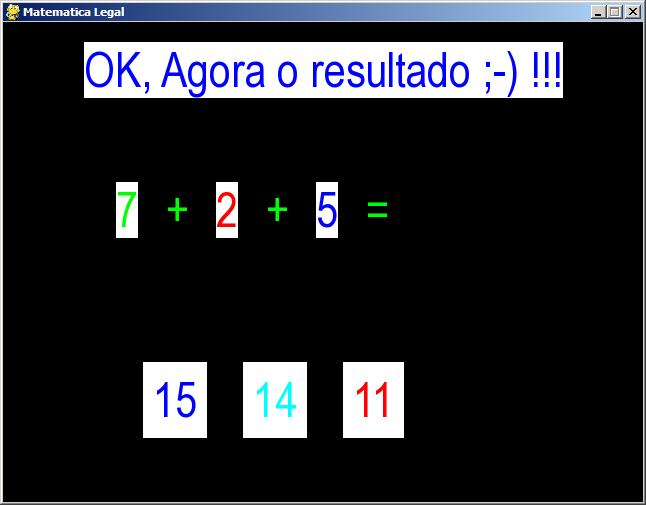 Matematica Legal
OK, Agora o resultado ;-) !!!
7 + 2 + 5 =
15 14 11